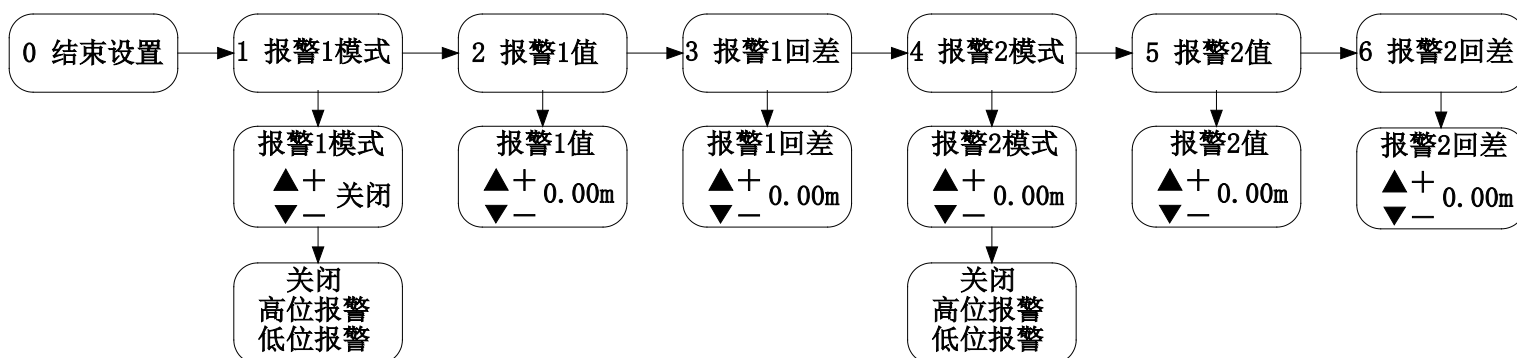 0 结束设置
1 报警1模式
2 报警1值
3 报警1回差
4 报警2模式
5 报警2值
6 报警2回差
报警1模式
▲+
关闭
▼−
报警1值
▲+
0.00m
▼−
报警1回差
▲+
0.00m
▼−
报警2模式
▲+
0.00m
▼−
报警2值
▲+
0.00m
▼−
报警2回差
▲+
0.00m
▼−
关闭
高位报警
低位报警
关闭
高位报警
低位报警